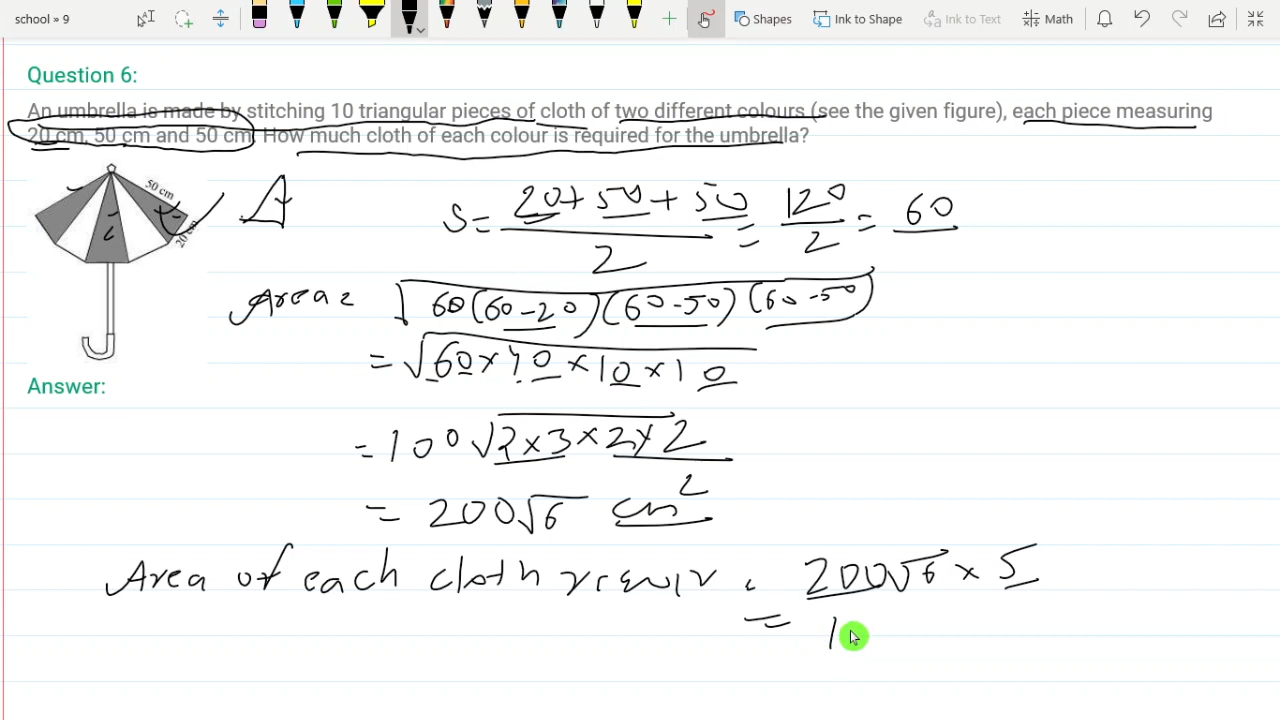 school » 9
Shapes
Ink to Shape
Ink to Text
Math
Question 6:
An umbrella is made by stitching 10 triangular pieces of cloth of two different colours (see the given figure), each piece measuring
20 cm, 50 cm and 50 cm. How much cloth of each colour is required for the umbrella?
50 cm
20 cm
S = 20 + 50 + 50 / 2 = 120 / 2 = 60
Area = √60(60-20)(60-50)(60-50)
= √60×40×10×10
Answer:
= 100√2×3×2×2
= 200√6 cm²
Area of each cloth = 200√6 × 5
= 1